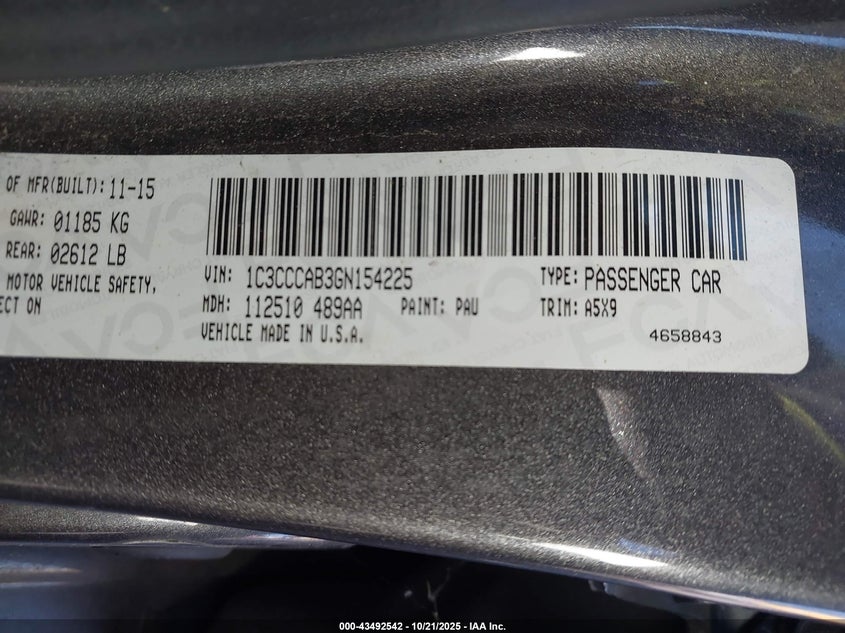 OF MFR(BUILT): 11-15
GAWR: 01185 KG
REAR: 02612 LB
MOTOR VEHICLE SAFETY,
ECT ON
VIN: 1C3CCCAB3GN154225
TYPE: PASSENGER CAR
MDH: 112510 489AA
PAINT: PAU
TRIM: A5X9
VEHICLE MADE IN U.S.A.
4658843
000-43492542 - 10/21/2025 - IAA Inc.